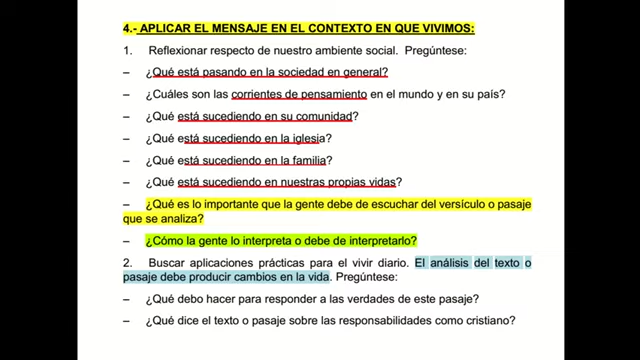 4.- APLICAR EL MENSAJE EN EL CONTEXTO EN QUE VIVIMOS:
1. Reflexionar respecto de nuestro ambiente social. Pregúntese:
– ¿Qué está pasando en la sociedad en general?
– ¿Cuáles son las corrientes de pensamiento en el mundo y en su país?
– ¿Qué está sucediendo en su comunidad?
– ¿Qué está sucediendo en la iglesia?
– ¿Qué está sucediendo en la familia?
– ¿Qué está sucediendo en nuestras propias vidas?
– ¿Qué es lo importante que la gente debe de escuchar del versículo o pasaje
que se analiza?
– ¿Cómo la gente lo interpreta o debe de interpretarlo?
2. Buscar aplicaciones prácticas para el vivir diario. El análisis del texto o
pasaje debe producir cambios en la vida. Pregúntese:
– ¿Qué debo hacer para responder a las verdades de este pasaje?
– ¿Qué dice el texto o pasaje sobre las responsabilidades como cristiano?